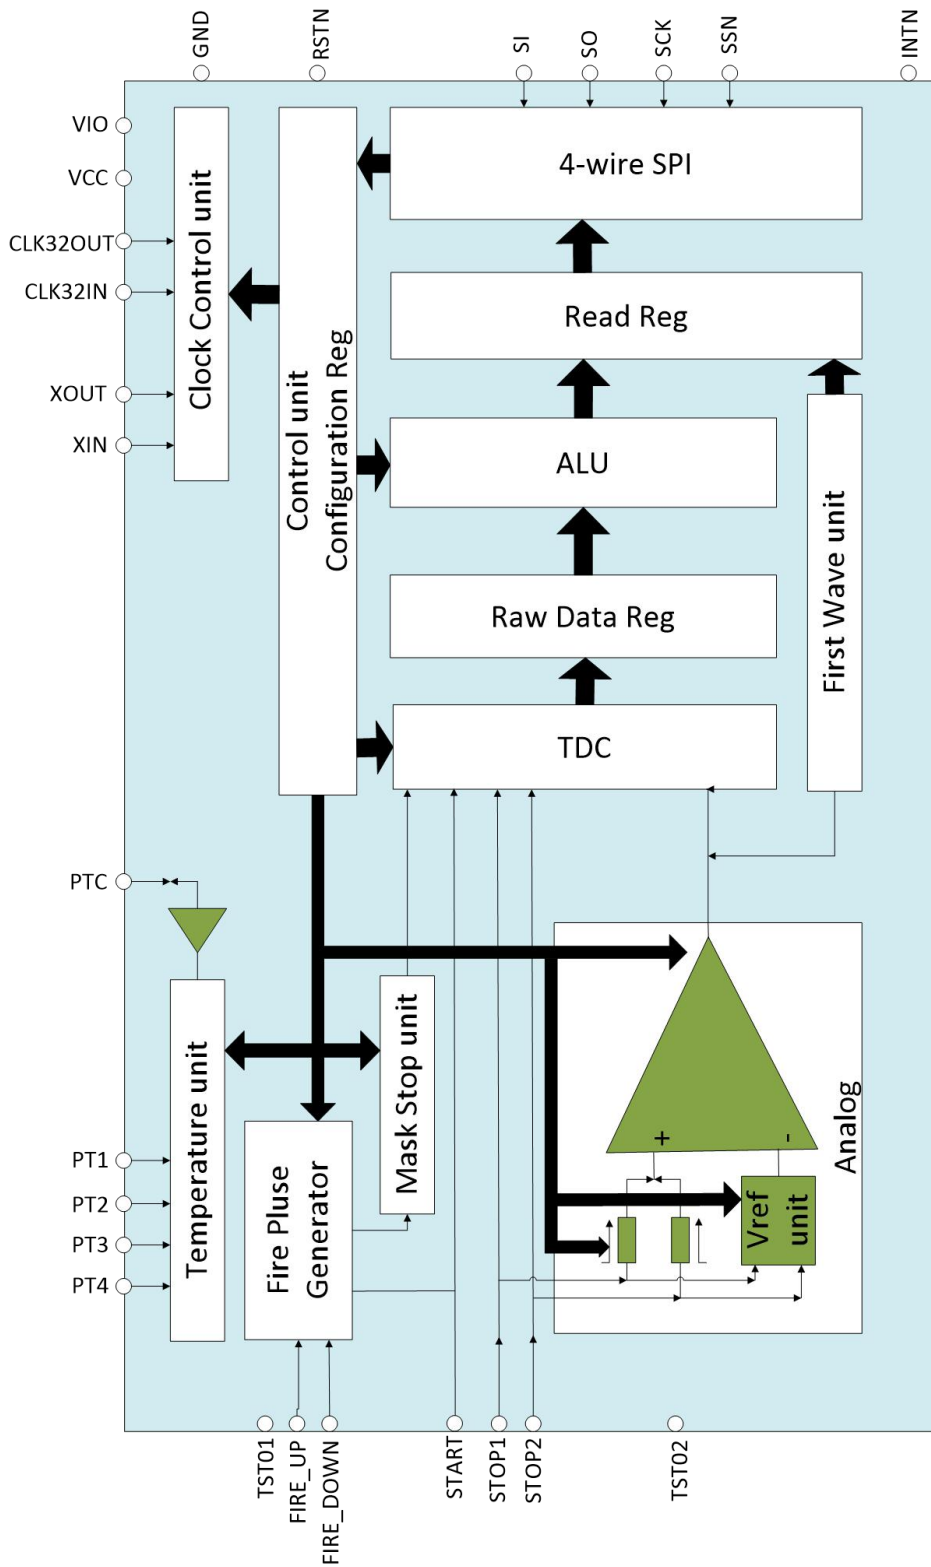 GND
RSTN
SI
SO
SCK
SSN
INTN
VIO
VCC
CLK32OUT
CLK32IN
XOUT
XIN
PTC
PT1
PT2
PT3
PT4
Clock Control unit
Control unit
Configuration Reg
4-wire SPI
Read Reg
ALU
Raw Data Reg
TDC
First Wave unit
Temperature unit
Fire Pluse
Generator
Mask Stop unit
+
-
Vref
unit
Analog
TST01
FIRE_UP
FIRE_DOWN
START
STOP1
STOP2
TST02